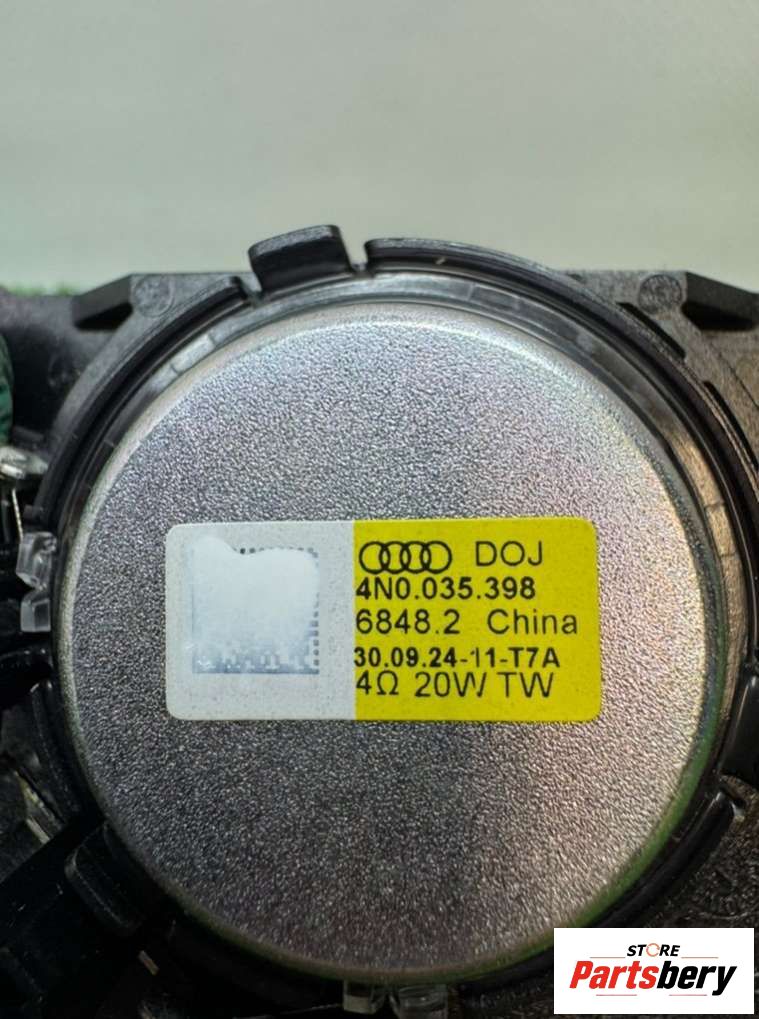 DOJ
4N0.035.398
6848.2 China
30.09.24-11-T7A
4Ω 20W TW
STORE
Partsbery